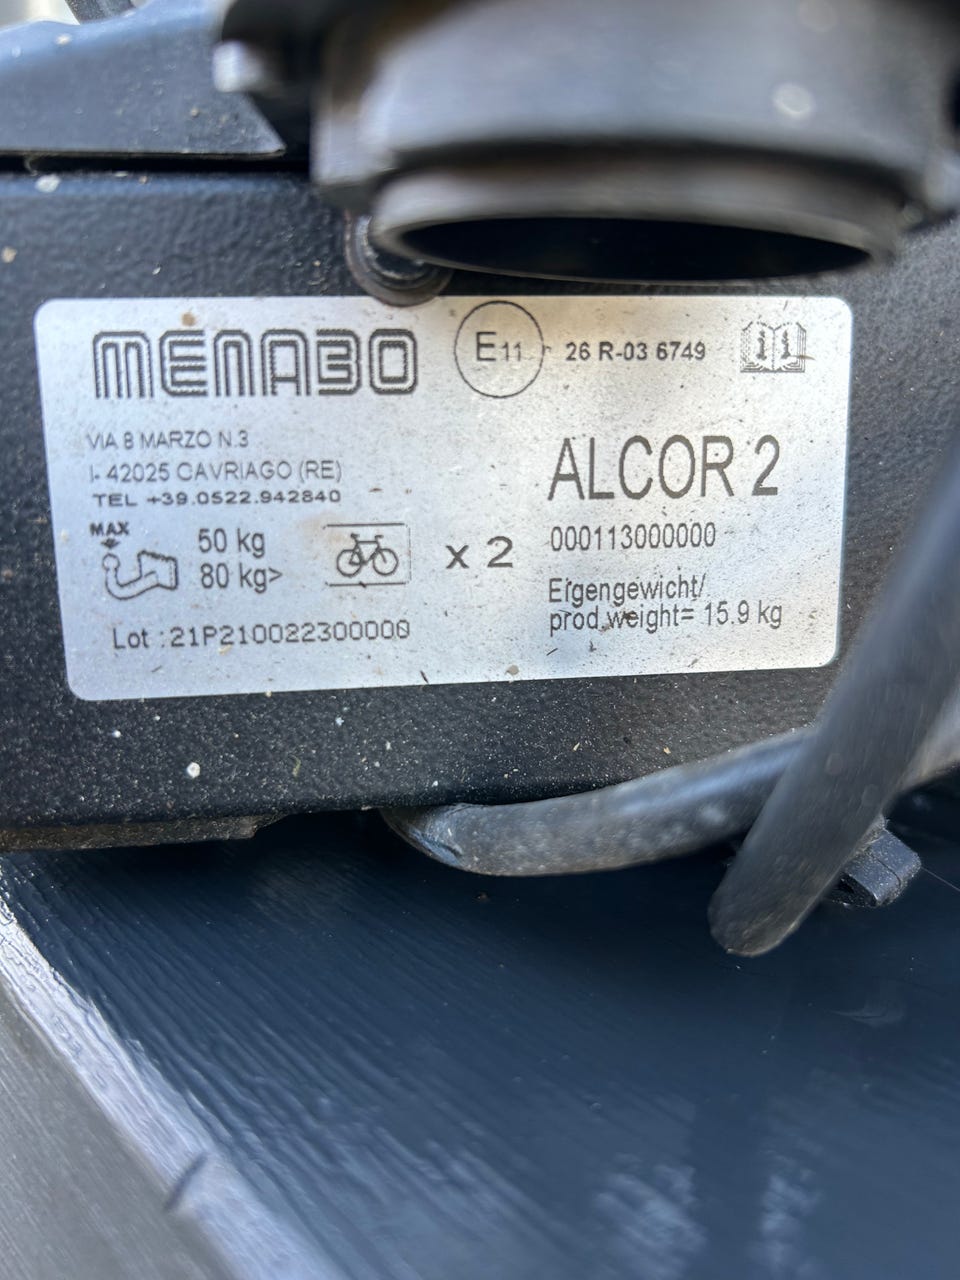 MENABO
E11 26 R-03 6749
VIA 8 MARZO N.3
I- 42025 CAVRIAGO (RE)
TEL +39.0522.942840
ALCOR 2
000113000000
MAX
50 kg
80 kg>
x 2
Eigengewicht/
prod.weight= 15.9 kg
Lot :21P210022300000